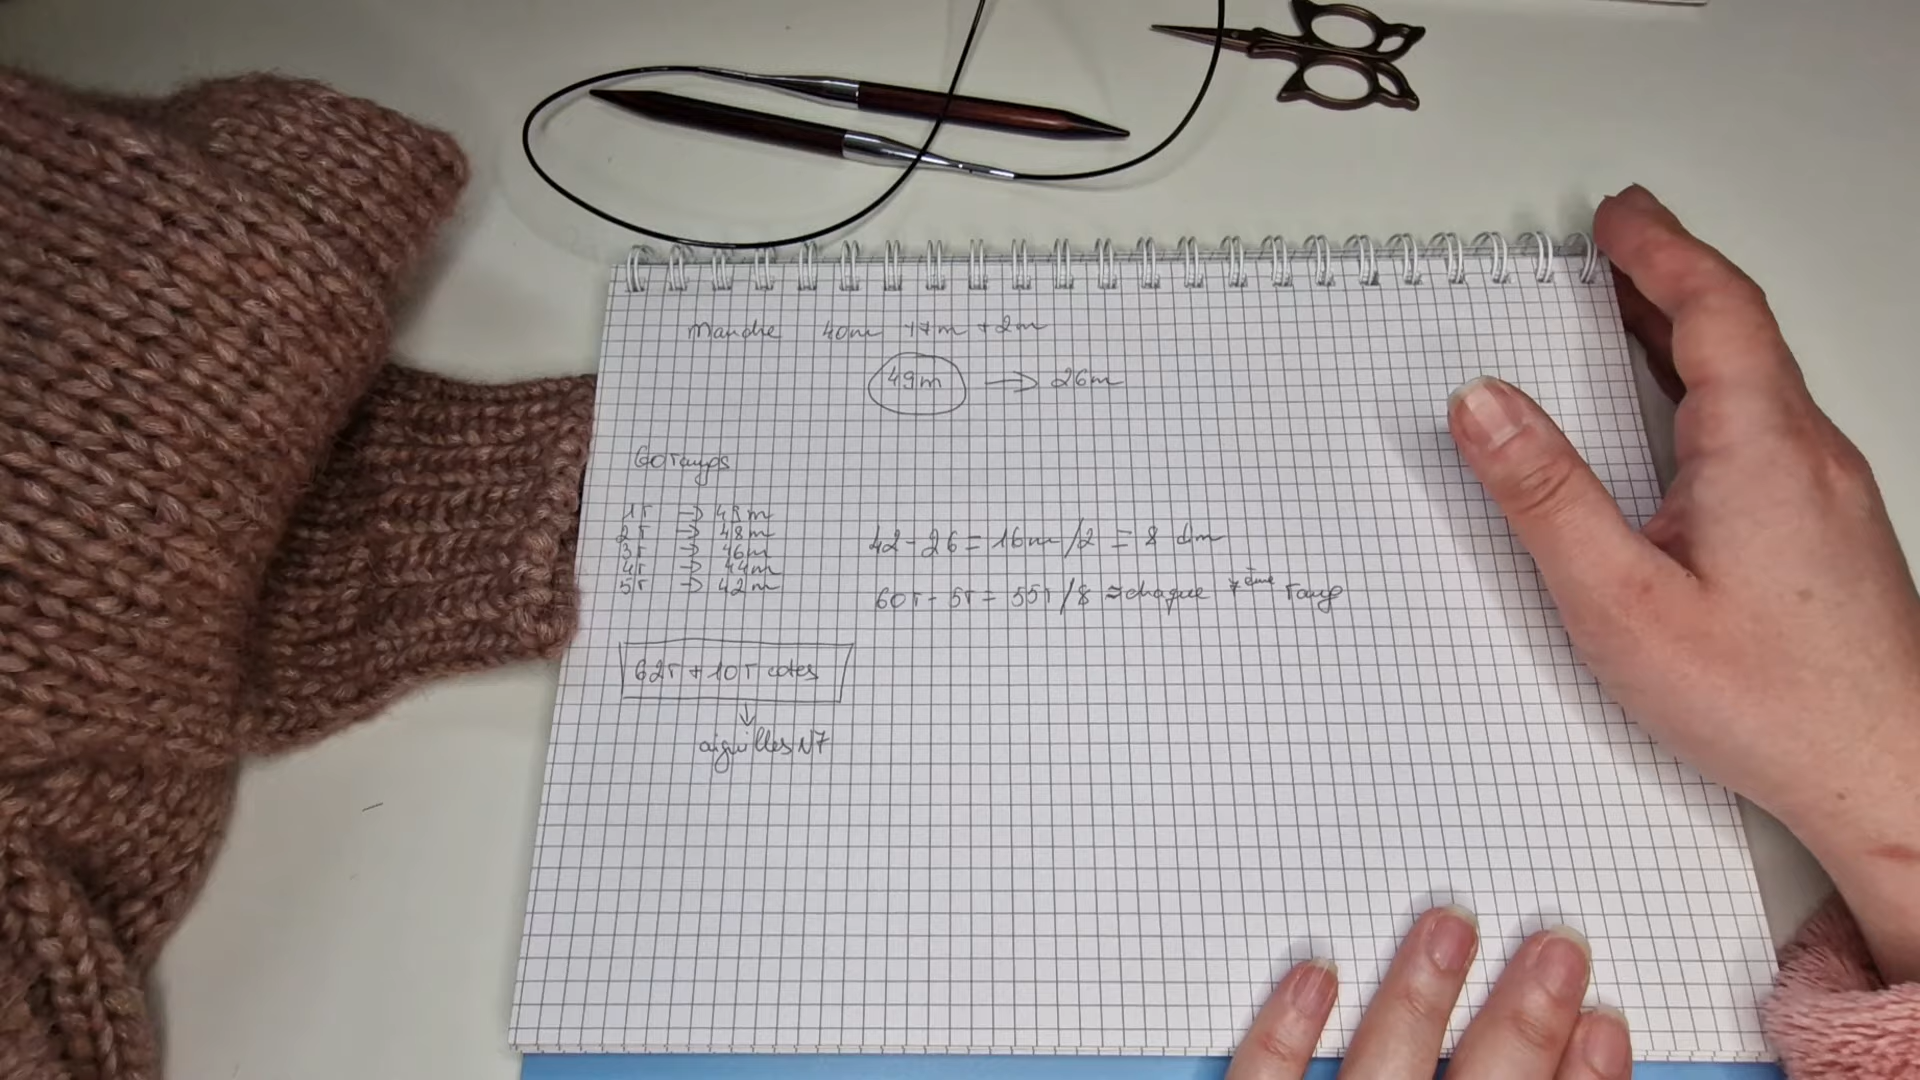 Manche 40m +7m +2m
49m → 26m
60 rangs
1r → 49m
2r → 48m
3r → 46m
4r → 44m
5r → 42m
42 - 26 = 16m /2 = 8 dm
60r - 5r = 55r /8 ≈ chaque 7ème rang
62r + 10r cotes
↓
aiguilles N7